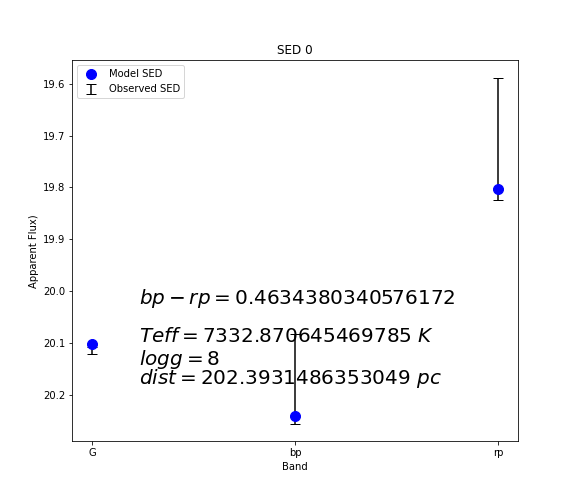 SED 0
Model SED
Observed SED
19.6
19.7
19.8
19.9
20.0
20.1
20.2
Apparent Flux)
bp − rp = 0.4634380340576172
Teff = 7332.870645469785 K
logg = 8
dist = 202.3931486353049 pc
G bp rp
Band